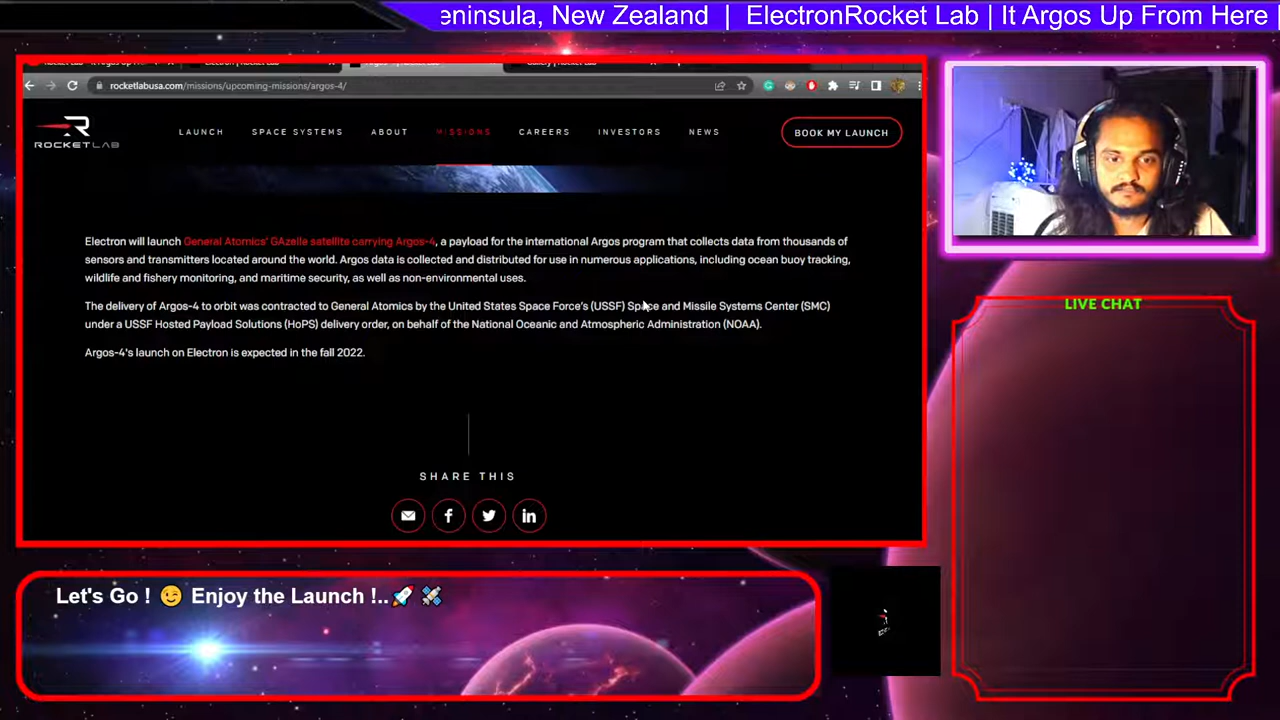 eninsula, New Zealand | ElectronRocket Lab | It Argos Up From Here
rocketlabusa.com/missions/upcoming-missions/argos-4/
ROCKETLAB
LAUNCH SPACE SYSTEMS ABOUT MISSIONS CAREERS INVESTORS NEWS BOOK MY LAUNCH
Electron will launch General Atomics' GAzelle satellite carrying Argos-4, a payload for the international Argos program that collects data from thousands of
sensors and transmitters located around the world. Argos data is collected and distributed for use in numerous applications, including ocean buoy tracking,
wildlife and fishery monitoring, and maritime security, as well as non-environmental uses.
The delivery of Argos-4 to orbit was contracted to General Atomics by the United States Space Force's (USSF) Space and Missile Systems Center (SMC)
under a USSF Hosted Payload Solutions (HoPS) delivery order, on behalf of the National Oceanic and Atmospheric Administration (NOAA).
Argos-4's launch on Electron is expected in the fall 2022.
SHARE THIS
LIVE CHAT
Let's Go ! 😉 Enjoy the Launch !..🚀 🛰️